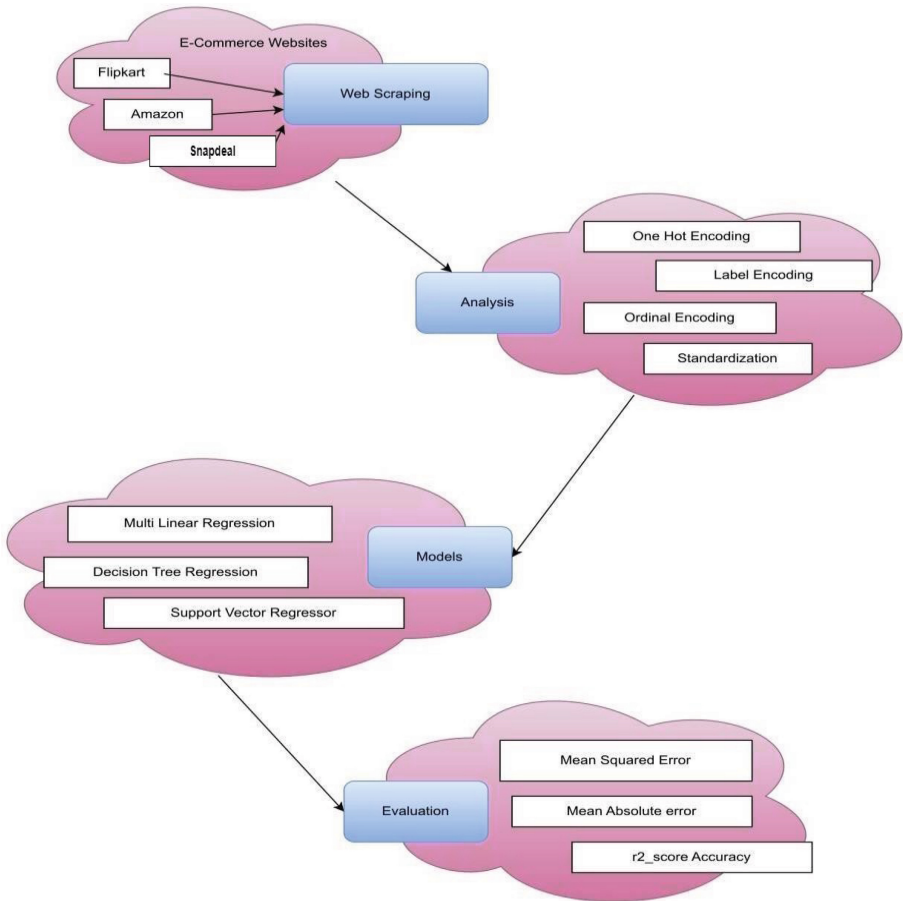 E-Commerce Websites
Flipkart
Web Scraping
Amazon
Snapdeal
One Hot Encoding
Label Encoding
Analysis
Ordinal Encoding
Standardization
Multi Linear Regression
Models
Decision Tree Regression
Support Vector Regressor
Mean Squared Error
Evaluation
Mean Absolute error
r2_score Accuracy